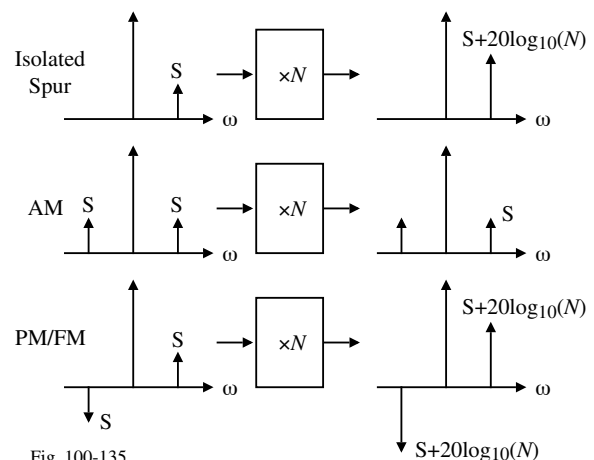 Isolated
Spur
S
ω
×N
S+20log10(N)
ω
AM
S
S
ω
×N
S
ω
PM/FM
S
S
ω
×N
S+20log10(N)
ω
S+20log10(N)
Fig. 100-135